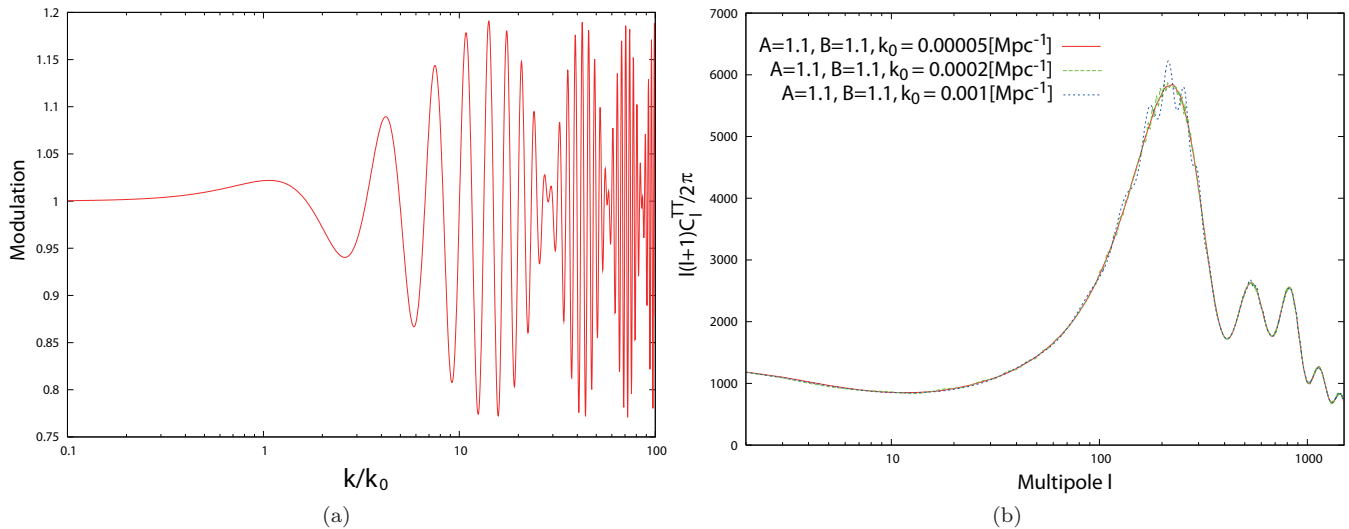 1.2
1.15
1.1
1.05
1
0.95
0.9
0.85
0.8
0.75
Modulation
0.1 1 10 100
k/k₀
(a)
7000
6000
5000
4000
3000
2000
1000
0
l(l+1)C_l^TT/2π
A=1.1, B=1.1, k₀ = 0.00005[Mpc⁻¹]
A=1.1, B=1.1, k₀ = 0.0002[Mpc⁻¹]
A=1.1, B=1.1, k₀ = 0.001[Mpc⁻¹]
10 100 1000
Multipole l
(b)